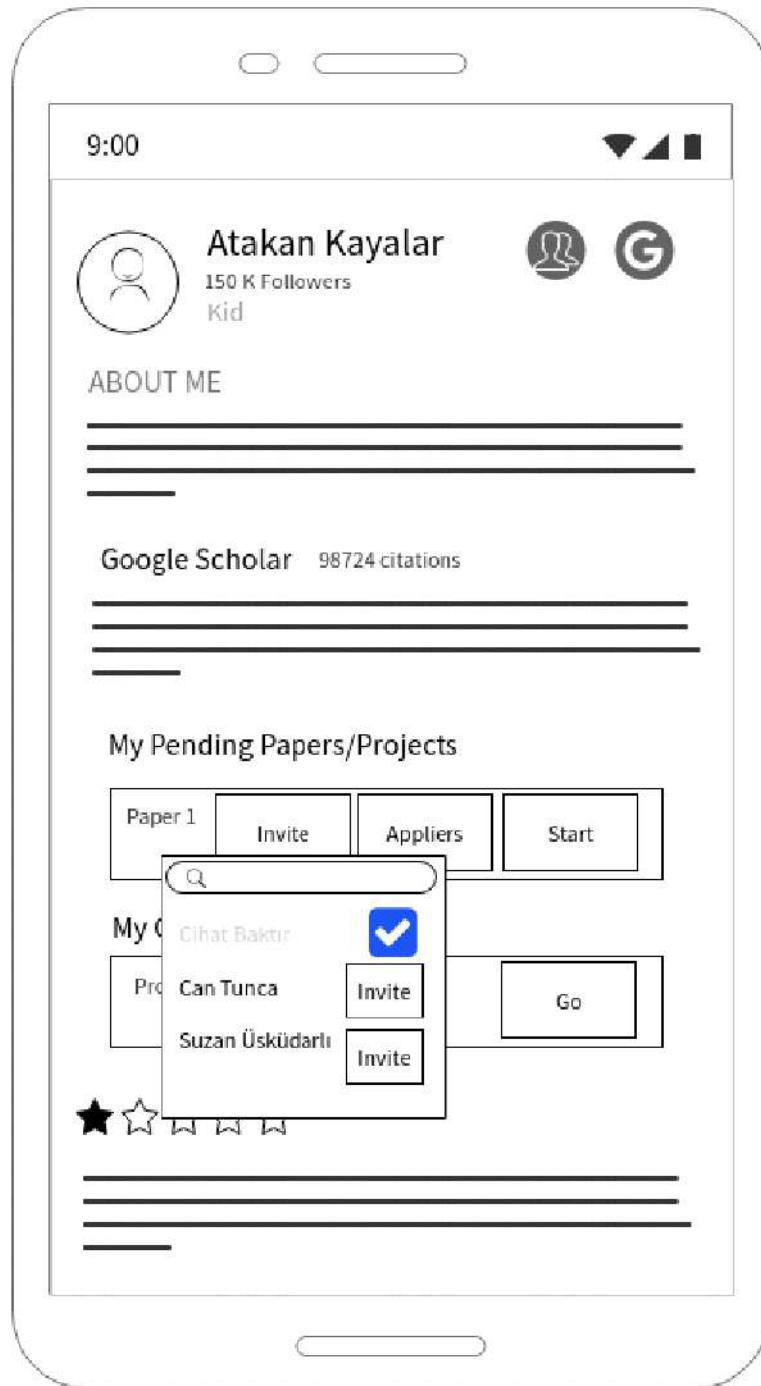 9:00
Atakan Kayalar
150 K Followers
Kid
G
ABOUT ME
Google Scholar 98724 citations
My Pending Papers/Projects
Paper 1 Invite Appliers Start
My
Cihat Baktır
Can Tunca Invite
Go
Suzan Üsküdarlı Invite